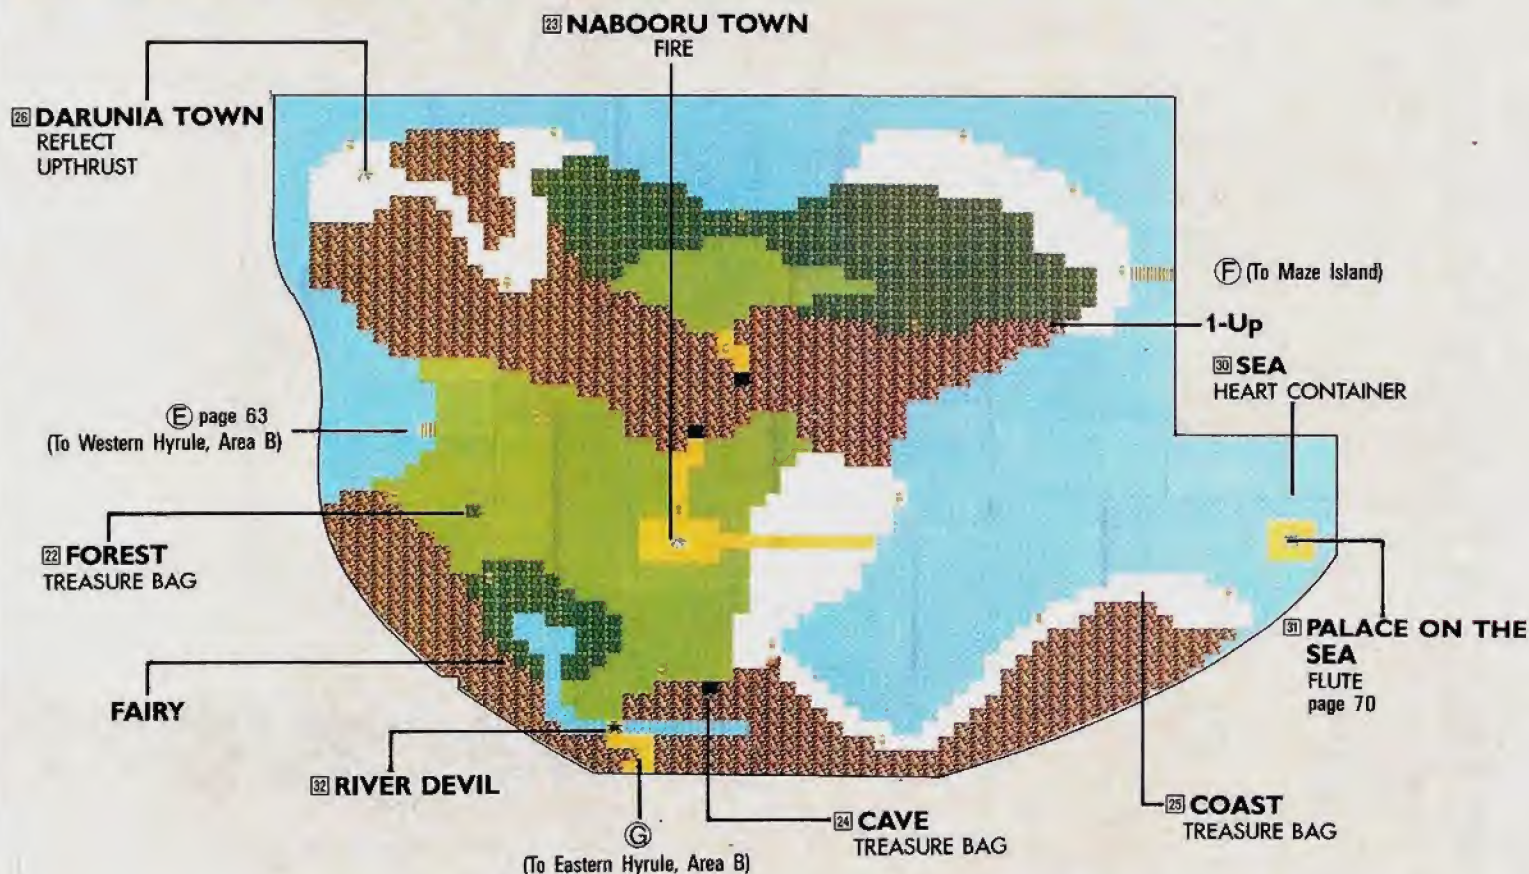 23 NABOORU TOWN
FIRE
26 DARUNIA TOWN
REFLECT
UPTHRUST
F (To Maze Island)
1-Up
30 SEA
HEART CONTAINER
E page 63
(To Western Hyrule, Area B)
22 FOREST
TREASURE BAG
31 PALACE ON THE
SEA
FLUTE
page 70
FAIRY
32 RIVER DEVIL
25 COAST
TREASURE BAG
24 CAVE
TREASURE BAG
G
(To Eastern Hyrule, Area B)